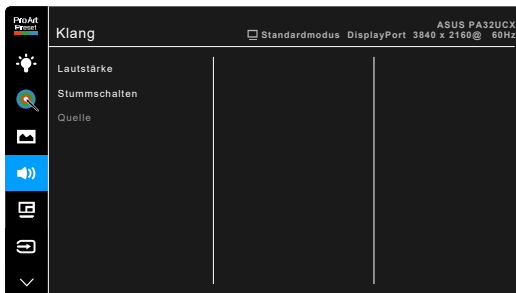 ProArt
Preset
Klang
ASUS PA32UCX
Standardmodus DisplayPort 3840 x 2160@ 60Hz
Lautstärke
Stummschalten
Quelle